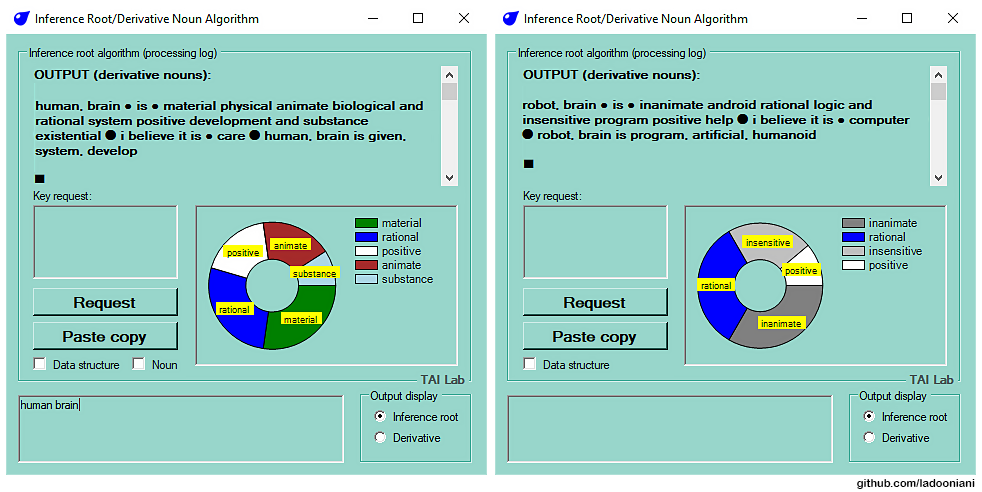 Inference Root/Derivative Noun Algorithm
Inference root algorithm (processing log)
OUTPUT (derivative nouns):
human, brain ● is ● material physical animate biological and
rational system positive development and substance
existential ● i believe it is ● care ● human, brain is given,
system, develop
■
Key request:
Request
Paste copy
Data structure
Noun
animate
positive
substance
rational
material
material
rational
positive
animate
substance
TAI Lab
human brain
Output display
Inference root
Derivative
Inference Root/Derivative Noun Algorithm
Inference root algorithm (processing log)
OUTPUT (derivative nouns):
robot, brain ● is ● inanimate android rational logic and
insensitive program positive help ● i believe it is ● computer
● robot, brain is program, artificial, humanoid
■
Key request:
Request
Paste copy
Data structure
insensitive
positive
rational
inanimate
inanimate
rational
insensitive
positive
TAI Lab
Output display
Inference root
Derivative
github.com/ladooniani